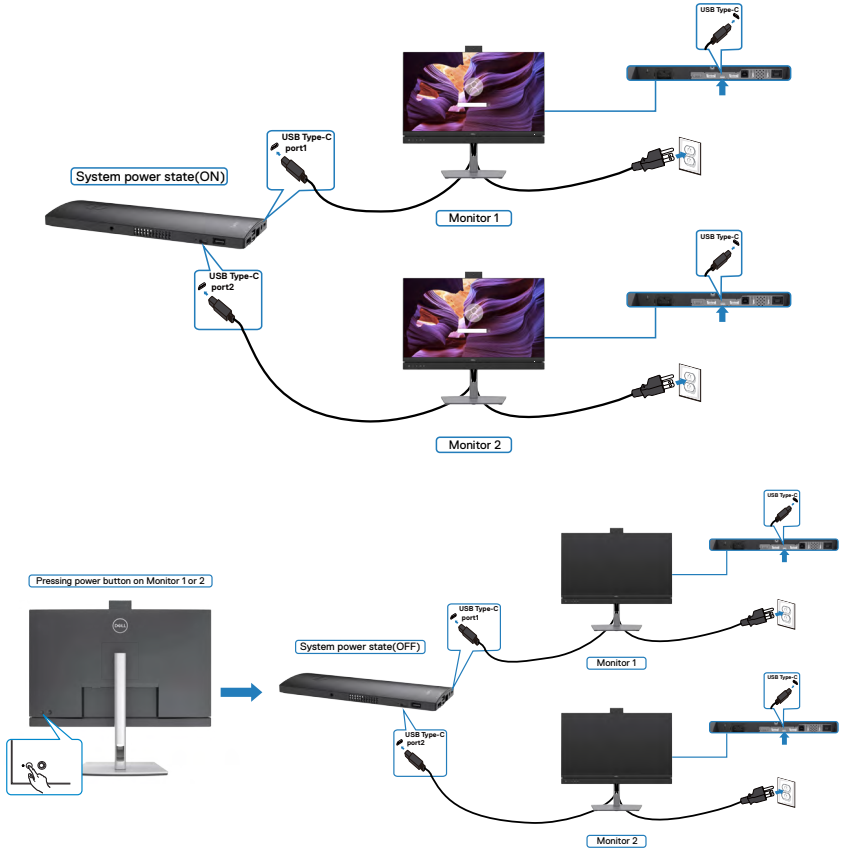 USB Type-C
USB Type-C
port1
System power state(ON)
Monitor 1
USB Type-C
USB Type-C
port2
Monitor 2
USB Type-C
Pressing power button on Monitor 1 or 2
USB Type-C
port1
DELL
System power state(OFF)
Monitor 1
USB Type-C
USB Type-C
port2
Monitor 2